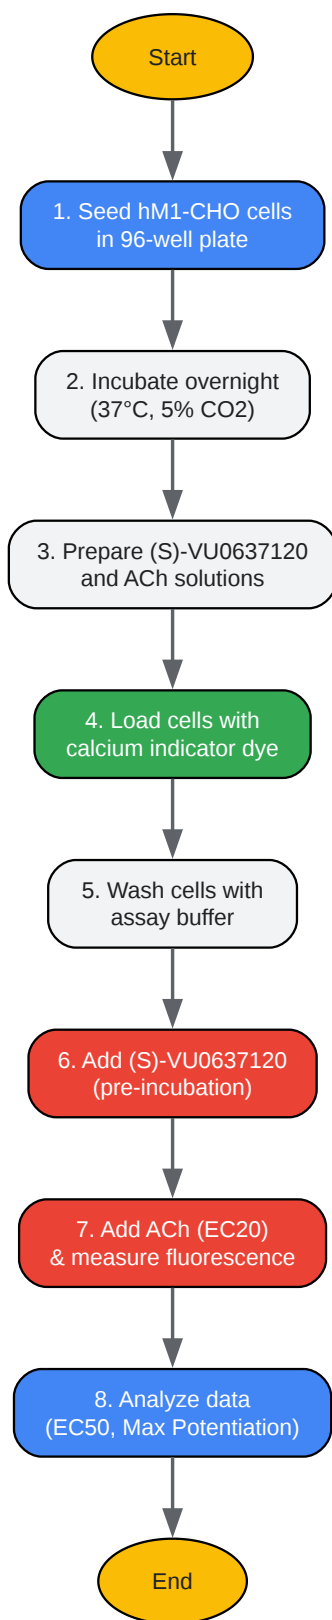 Start
1. Seed hM1-CHO cells
in 96-well plate
2. Incubate overnight
(37°C, 5% CO2)
3. Prepare (S)-VU0637120
and ACh solutions
4. Load cells with
calcium indicator dye
5. Wash cells with
assay buffer
6. Add (S)-VU0637120
(pre-incubation)
7. Add ACh (EC20)
& measure fluorescence
8. Analyze data
(EC50, Max Potentiation)
End